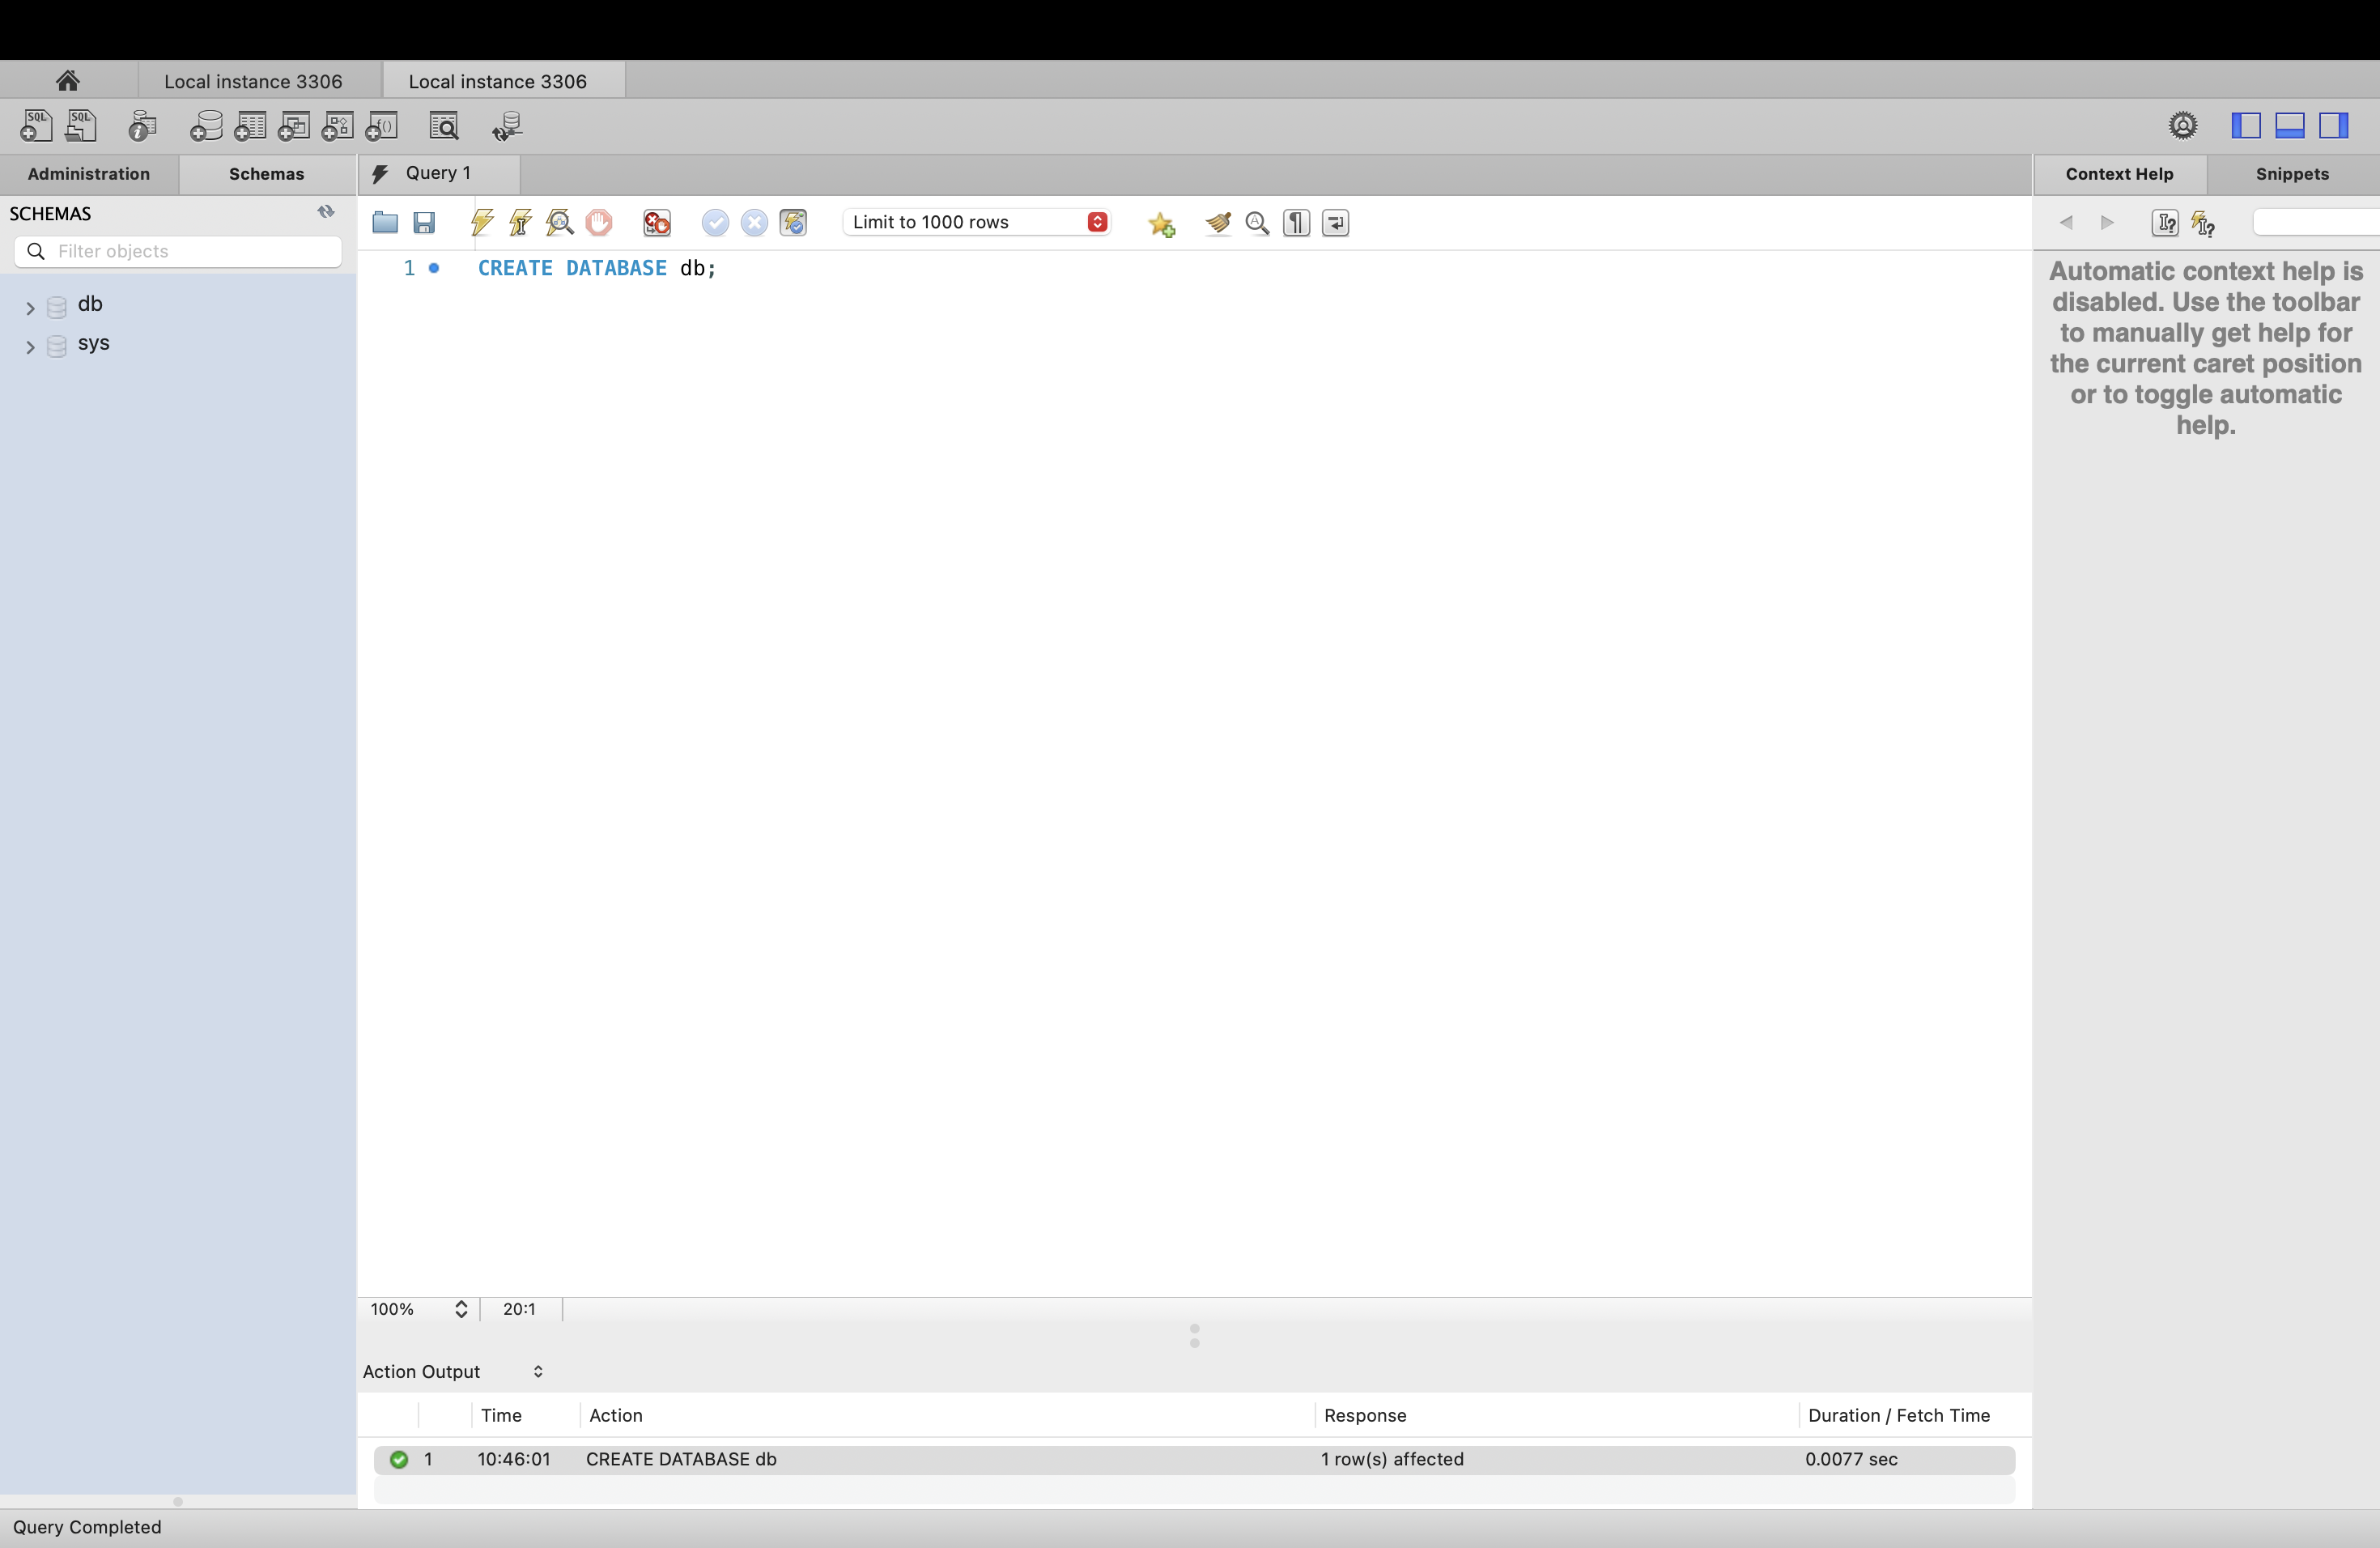 Local instance 3306
Local instance 3306
SQL
SQL
Administration
Schemas
Query 1
Context Help
Snippets
SCHEMAS
Limit to 1000 rows
Filter objects
1
CREATE DATABASE db;
db
sys
Automatic context help is
disabled. Use the toolbar
to manually get help for
the current caret position
or to toggle automatic
help.
100%
20:1
Action Output
Time
Action
Response
Duration / Fetch Time
1
10:46:01
CREATE DATABASE db
1 row(s) affected
0.0077 sec
Query Completed